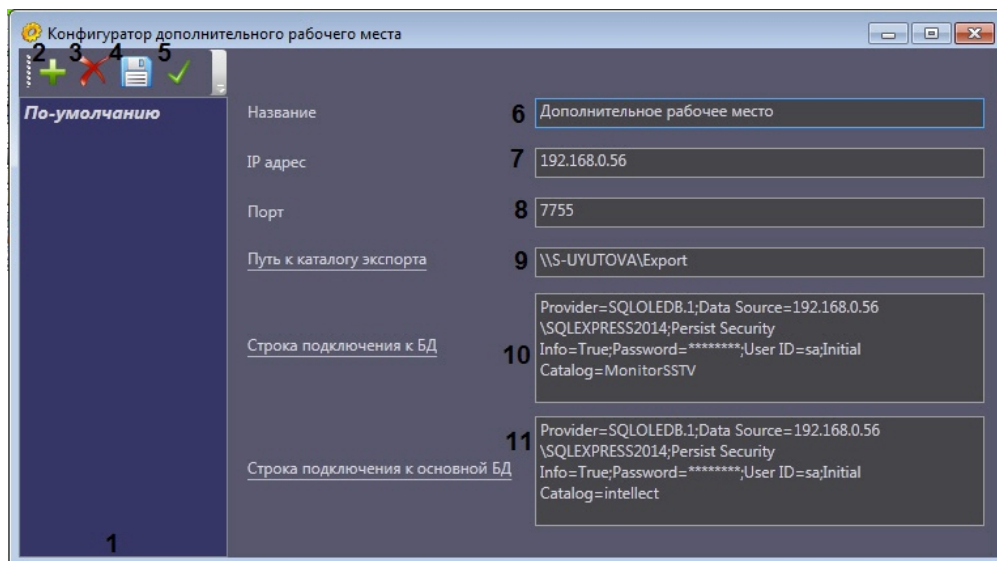 Конфигуратор дополнительного рабочего места
2 3 4 5
По-умолчанию
Название 6 Дополнительное рабочее место
IP адрес 7 192.168.0.56
Порт 8 7755
Путь к каталогу экспорта 9 \\S-UYUTOVA\Export
Строка подключения к БД 10
Provider=SQLOLEDB.1;Data Source=192.168.0.56
\SQLEXPRESS2014;Persist Security
Info=True;Password=********;User ID=sa;Initial
Catalog=MonitorSSTV
Строка подключения к основной БД 11
Provider=SQLOLEDB.1;Data Source=192.168.0.56
\SQLEXPRESS2014;Persist Security
Info=True;Password=********;User ID=sa;Initial
Catalog=intellect
1